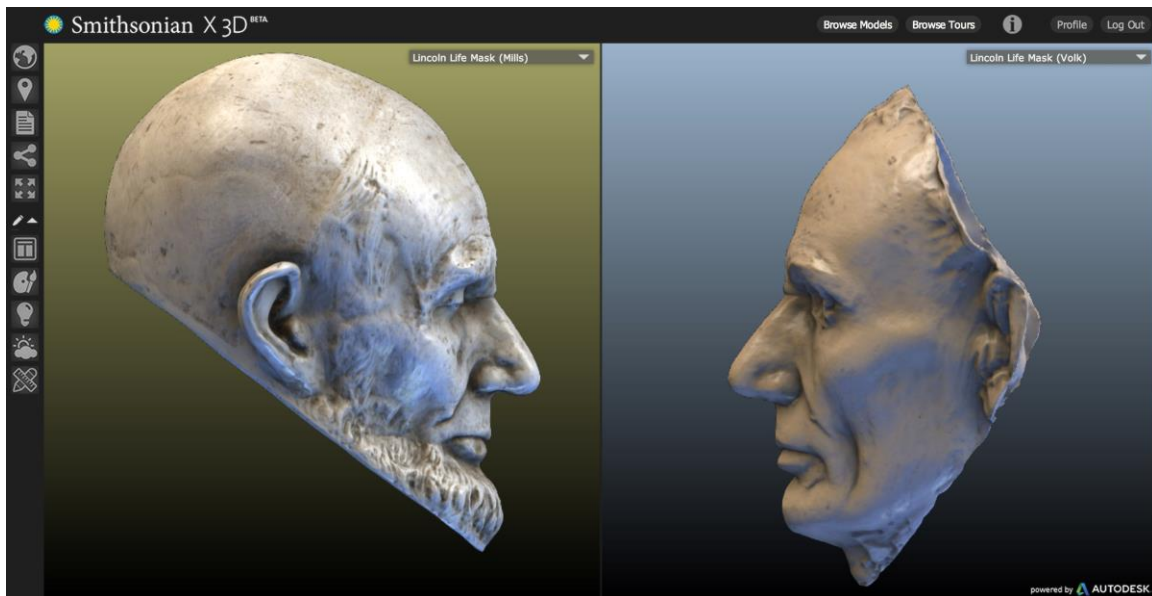 Smithsonian X 3D BETA
Browse Models Browse Tours i Profile Log Out
Lincoln Life Mask (Mills)
Lincoln Life Mask (Volk)
powered by AUTODESK